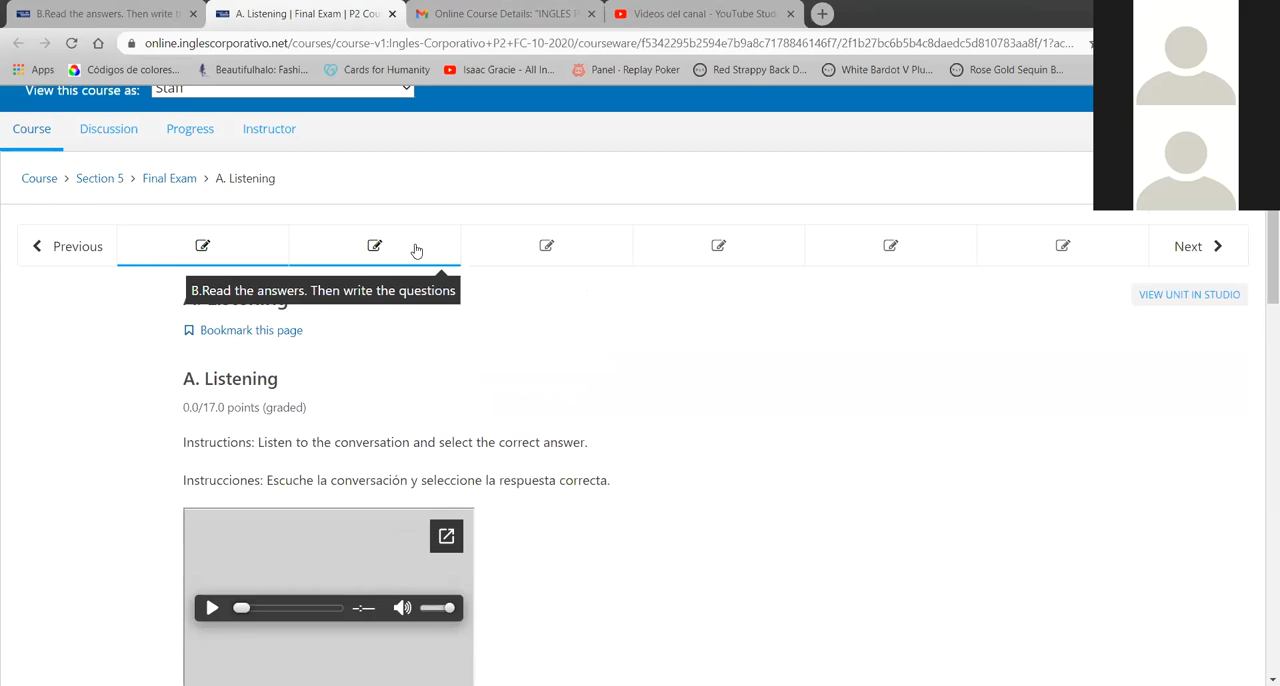 B.Read the answers. Then write t
A. Listening | Final Exam | P2 Cou
Online Course Details: "INGLES P
Videos del canal - YouTube Stud
online.inglescorporativo.net/courses/course-v1:Ingles-Corporativo+P2+FC-10-2020/courseware/f5342295b2594e7b9a8c7178846146f7/2f1b27bc6b5b4c8daedc5d810783aa8f/1?ac...
Apps
Códigos de colores...
Beautifulhalo: Fashi...
Cards for Humanity
Isaac Gracie - All In...
Panel · Replay Poker
Red Strappy Back D...
White Bardot V Plu...
Rose Gold Sequin B...
View this course as:
Staff
Course
Discussion
Progress
Instructor
Course > Section 5 > Final Exam > A. Listening
Previous
Next
B.Read the answers. Then write the questions
VIEW UNIT IN STUDIO
Bookmark this page
A. Listening
0.0/17.0 points (graded)
Instructions: Listen to the conversation and select the correct answer.
Instrucciones: Escuche la conversación y seleccione la respuesta correcta.
-:--